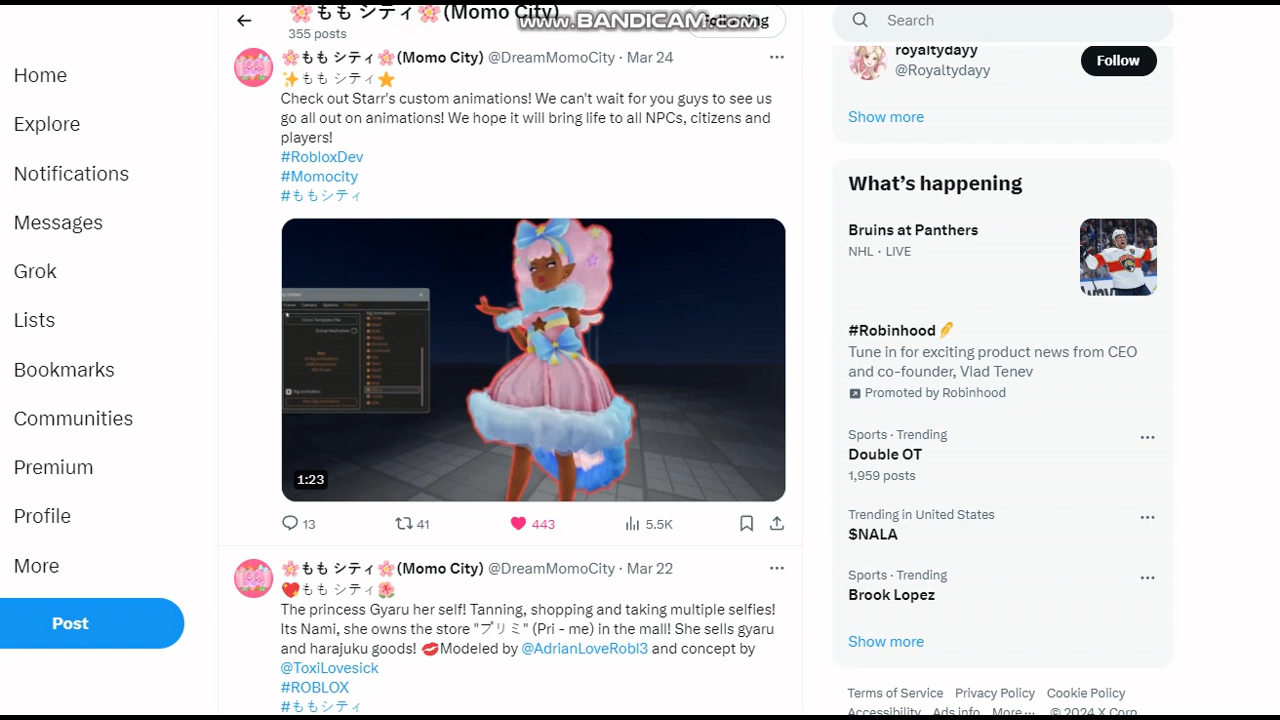 🌸もも シティ🌸(Momo City)
355 posts
www.BANDICAM.com
Following
Search
Home
Explore
Notifications
Messages
Grok
Lists
Bookmarks
Communities
Premium
Profile
More
Post
🌸もも シティ🌸(Momo City) @DreamMomoCity · Mar 24
✨もも シティ⭐
Check out Starr's custom animations! We can't wait for you guys to see us
go all out on animations! We hope it will bring life to all NPCs, citizens and
players!
#RobloxDev
#Momocity
#ももシティ
1:23
13 41 443 5.5K
🌸もも シティ🌸(Momo City) @DreamMomoCity · Mar 22
💖もも シティ🌺
The princess Gyaru her self! Tanning, shopping and taking multiple selfies!
Its Nami, she owns the store "プリミ" (Pri - me) in the mall! She sells gyaru
and harajuku goods! 💋Modeled by @AdrianLoveRobl3 and concept by
@ToxiLovesick
#ROBLOX
#ももシティ
royaltydayy
@Royaltydayy
Follow
Show more
What's happening
Bruins at Panthers
NHL · LIVE
#Robinhood
Tune in for exciting product news from CEO
and co-founder, Vlad Tenev
Promoted by Robinhood
Sports · Trending
Double OT
1,959 posts
Trending in United States
$NALA
Sports · Trending
Brook Lopez
Show more
Terms of Service Privacy Policy Cookie Policy
Accessibility Ads info More ··· © 2024 X Corp.